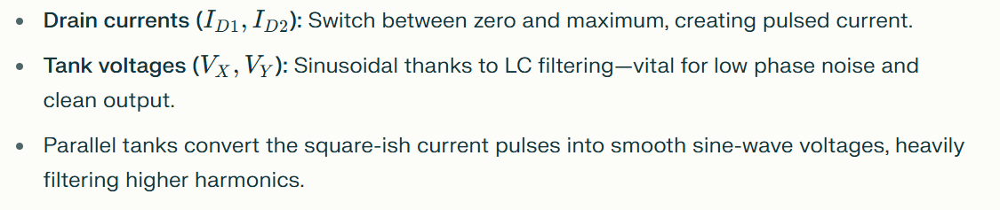 • Drain currents (I_{D1}, I_{D2}): Switch between zero and maximum, creating pulsed current.
• Tank voltages (V_X, V_Y): Sinusoidal thanks to LC filtering—vital for low phase noise and
clean output.
• Parallel tanks convert the square-ish current pulses into smooth sine-wave voltages, heavily
filtering higher harmonics.